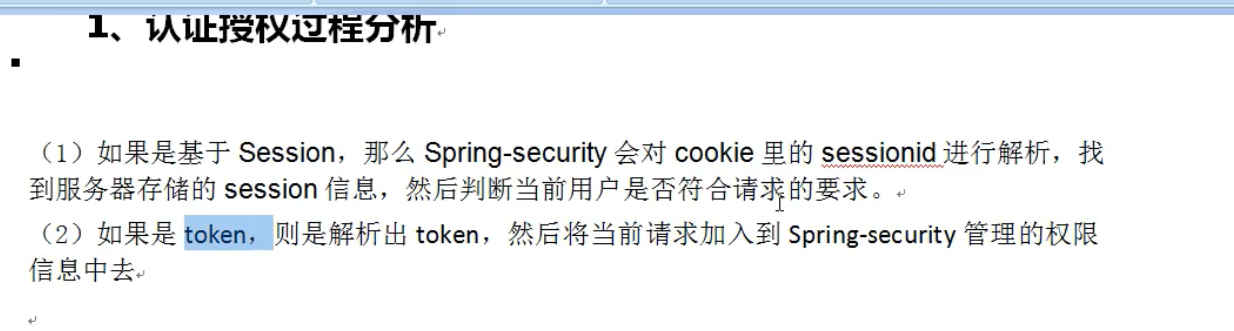 1、认证授权过程分析
（1）如果是基于 Session，那么 Spring-security 会对 cookie 里的 sessionid 进行解析，找
到服务器存储的 session 信息，然后判断当前用户是否符合请求的要求。
（2）如果是 token，则是解析出 token，然后将当前请求加入到 Spring-security 管理的权限
信息中去